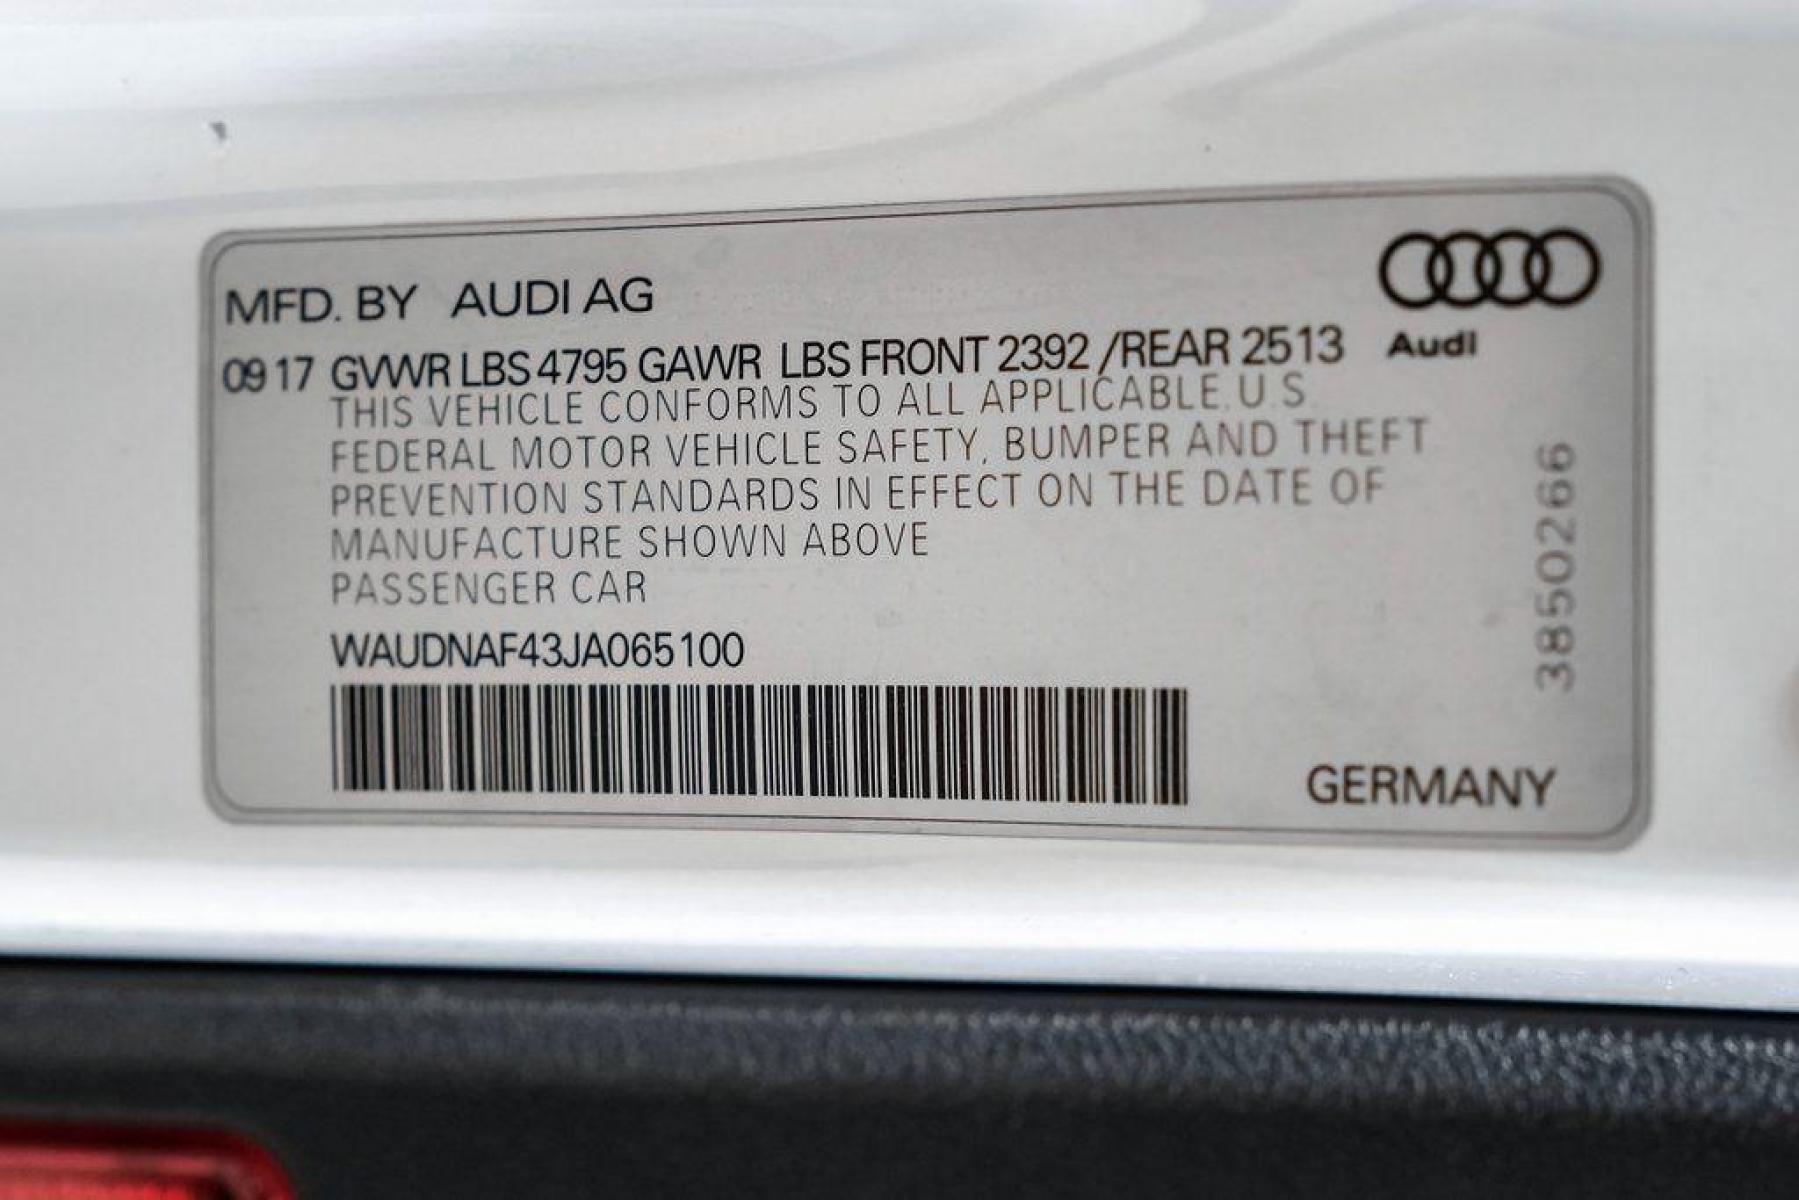 MFD. BY AUDI AG
Audi
09 17 GVWR LBS 4795 GAWR LBS FRONT 2392 /REAR 2513
THIS VEHICLE CONFORMS TO ALL APPLICABLE U.S.
FEDERAL MOTOR VEHICLE SAFETY, BUMPER AND THEFT
PREVENTION STANDARDS IN EFFECT ON THE DATE OF
MANUFACTURE SHOWN ABOVE
PASSENGER CAR
WAUDNAF43JA065100
3850266
GERMANY